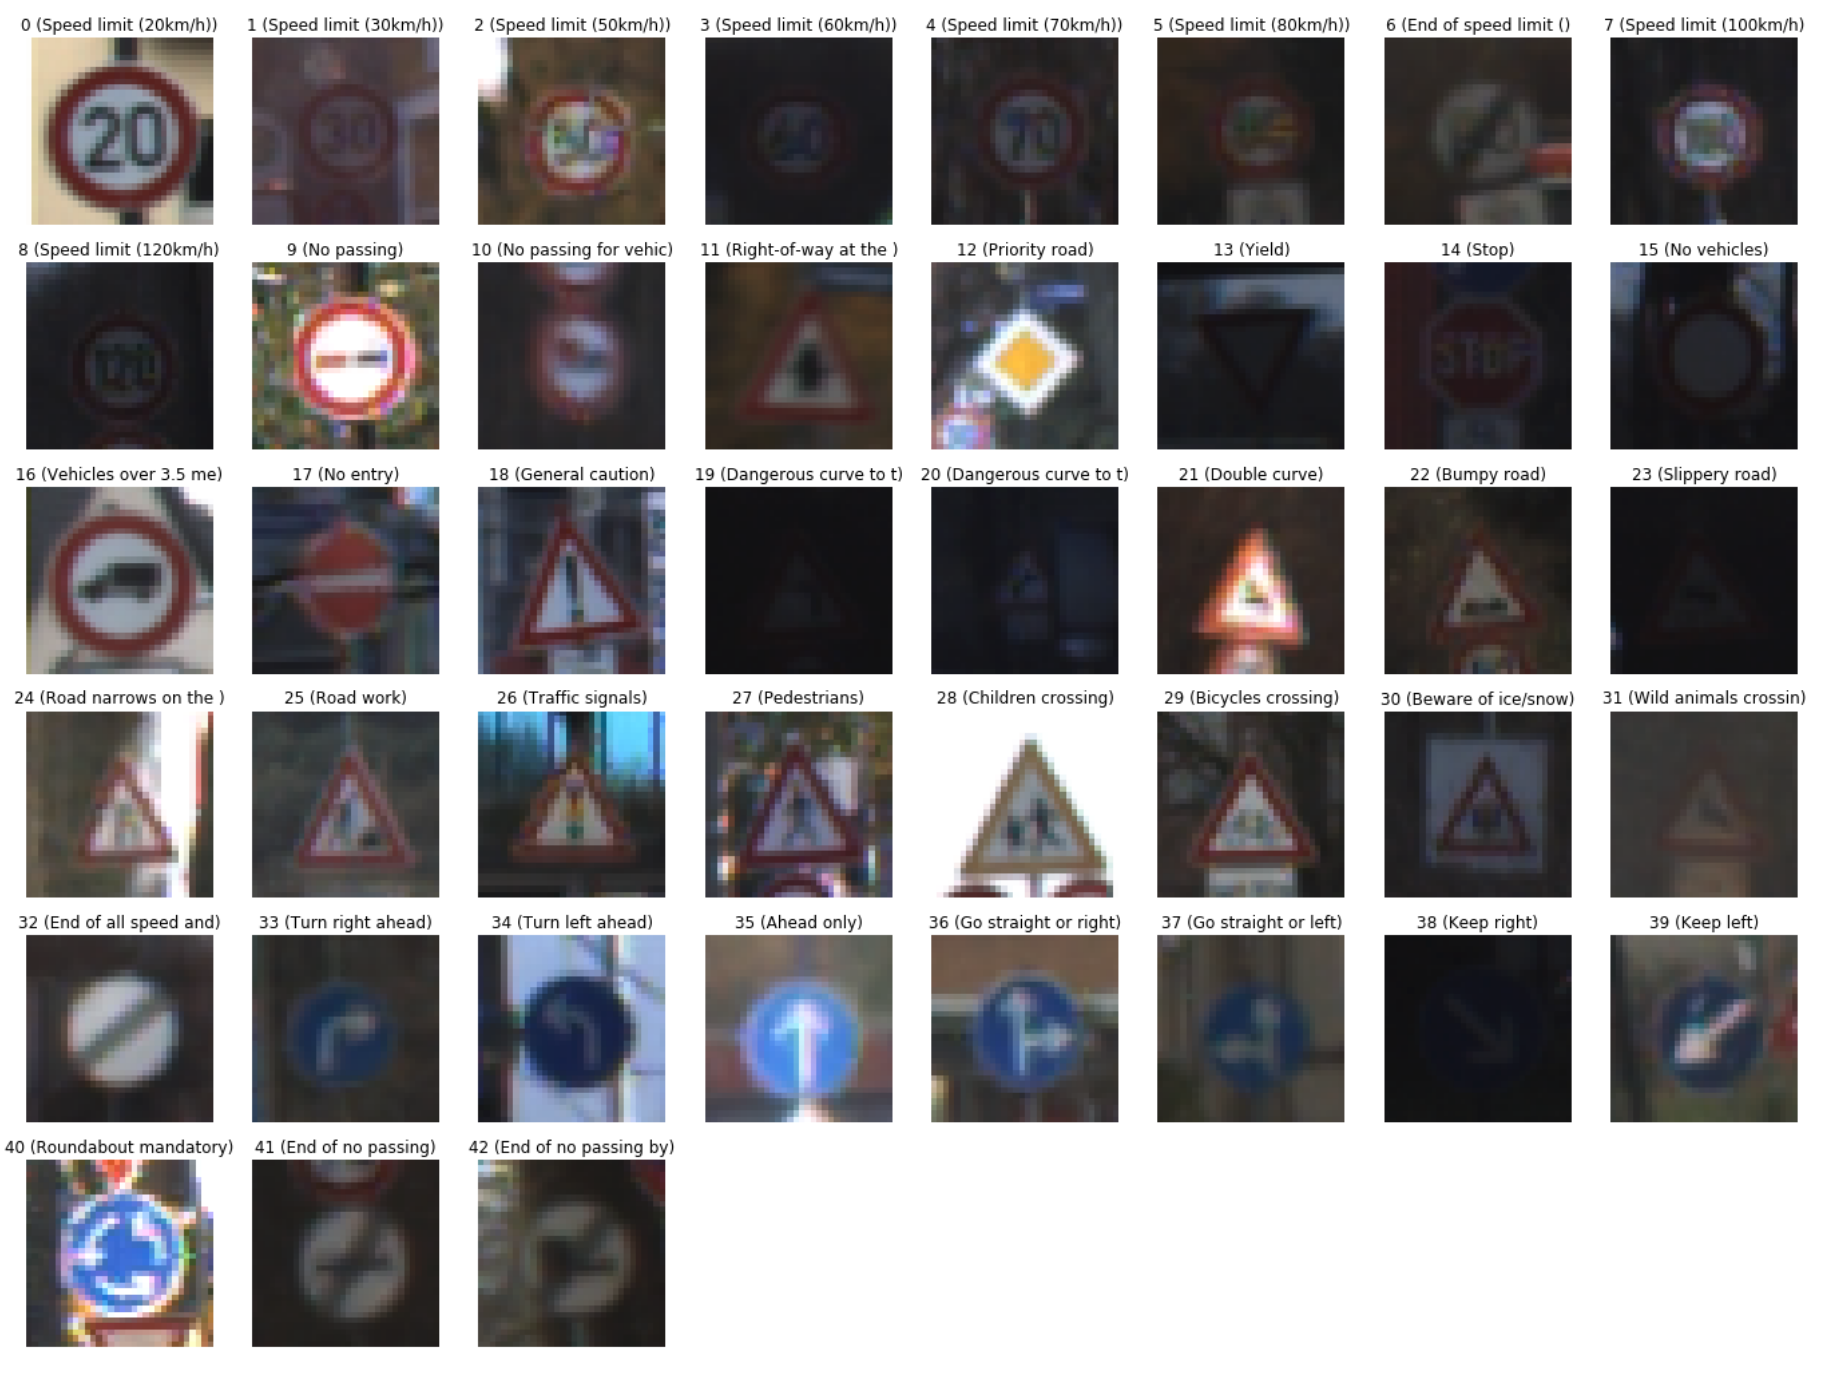 0 (Speed limit (20km/h)) 1 (Speed limit (30km/h)) 2 (Speed limit (50km/h)) 3 (Speed limit (60km/h)) 4 (Speed limit (70km/h)) 5 (Speed limit (80km/h)) 6 (End of speed limit () 7 (Speed limit (100km/h)
20 30 70
8 (Speed limit (120km/h) 9 (No passing) 10 (No passing for vehic) 11 (Right-of-way at the ) 12 (Priority road) 13 (Yield) 14 (Stop) 15 (No vehicles)
120 STOP
16 (Vehicles over 3.5 me) 17 (No entry) 18 (General caution) 19 (Dangerous curve to t) 20 (Dangerous curve to t) 21 (Double curve) 22 (Bumpy road) 23 (Slippery road)
24 (Road narrows on the ) 25 (Road work) 26 (Traffic signals) 27 (Pedestrians) 28 (Children crossing) 29 (Bicycles crossing) 30 (Beware of ice/snow) 31 (Wild animals crossin)
32 (End of all speed and) 33 (Turn right ahead) 34 (Turn left ahead) 35 (Ahead only) 36 (Go straight or right) 37 (Go straight or left) 38 (Keep right) 39 (Keep left)
40 (Roundabout mandatory) 41 (End of no passing) 42 (End of no passing by)